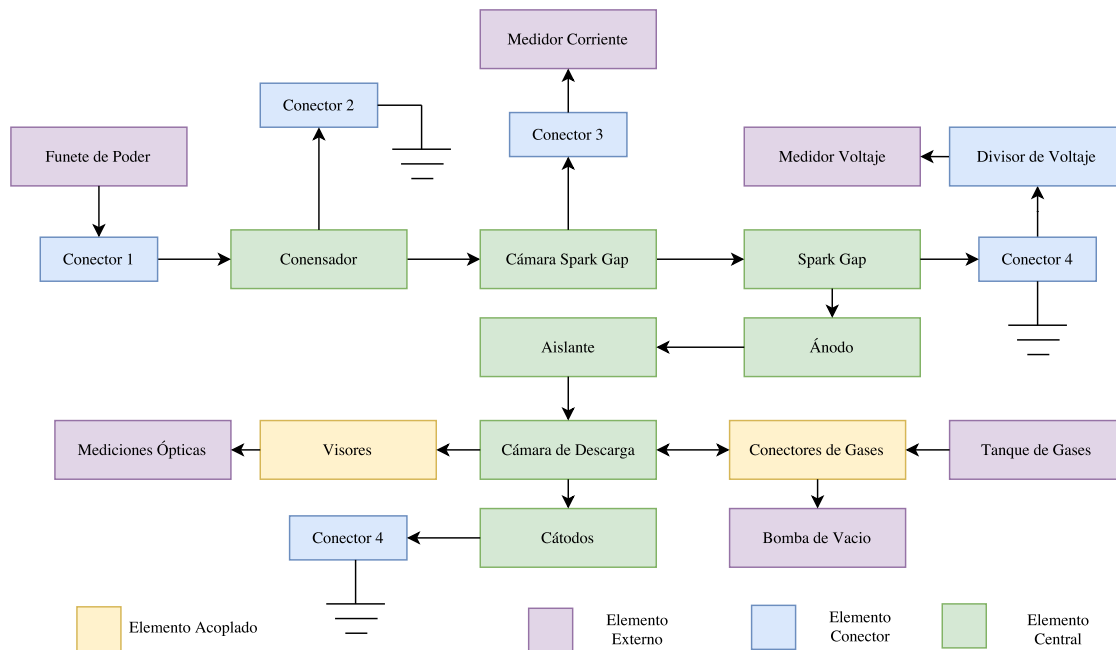 Medidor Corriente
Conector 2
Conector 3
Funete de Poder
Medidor Voltaje
Divisor de Voltaje
Conector 1
Conensador
Cámara Spark Gap
Spark Gap
Conector 4
Aislante
Ánodo
Mediciones Ópticas
Visores
Cámara de Descarga
Conectores de Gases
Tanque de Gases
Conector 4
Cátodos
Bomba de Vacio
Elemento Acoplado
Elemento
Externo
Elemento
Conector
Elemento
Central